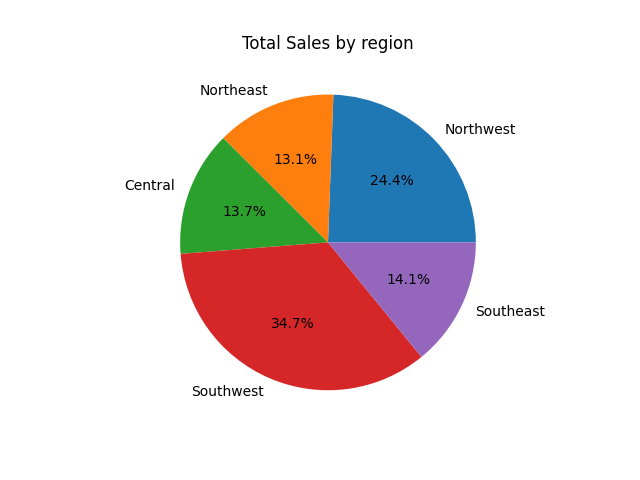 Total Sales by region
Northeast
Northwest
13.1%
24.4%
Central
13.7%
14.1%
Southeast
34.7%
Southwest